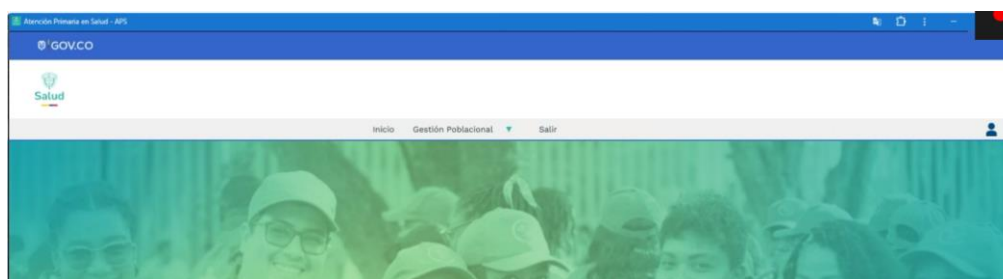 Atención Primaria en Salud - APS
GOV.CO
Salud
Inicio Gestión Poblacional Salir